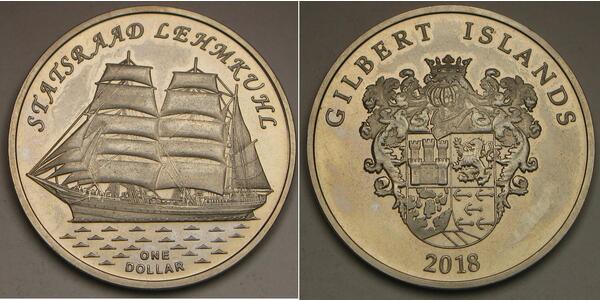 STATSRAAD LEHMKUHL
ONE
DOLLAR
GILBERT ISLANDS
2018